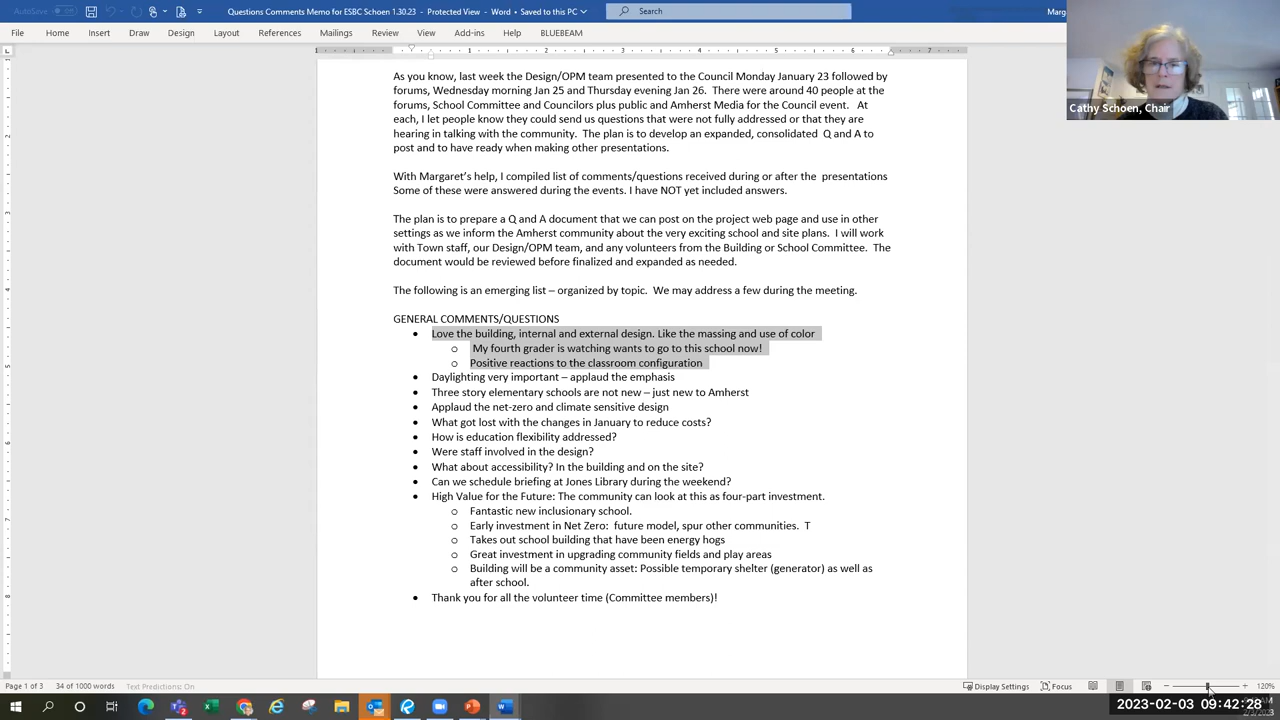 AutoSave
Questions Comments Memo for ESBC Schoen 1.30.23 - Protected View - Word • Saved to this PC
Search
File Home Insert Draw Design Layout References Mailings Review View Add-ins Help BLUEBEAM
Cathy Schoen, Chair
As you know, last week the Design/OPM team presented to the Council Monday January 23 followed by
forums, Wednesday morning Jan 25 and Thursday evening Jan 26. There were around 40 people at the
forums, School Committee and Councilors plus public and Amherst Media for the Council event. At
each, I let people know they could send us questions that were not fully addressed or that they are
hearing in talking with the community. The plan is to develop an expanded, consolidated Q and A to
post and to have ready when making other presentations.
With Margaret's help, I compiled list of comments/questions received during or after the presentations
Some of these were answered during the events. I have NOT yet included answers.
The plan is to prepare a Q and A document that we can post on the project web page and use in other
settings as we inform the Amherst community about the very exciting school and site plans. I will work
with Town staff, our Design/OPM team, and any volunteers from the Building or School Committee. The
document would be reviewed before finalized and expanded as needed.
The following is an emerging list – organized by topic. We may address a few during the meeting.
GENERAL COMMENTS/QUESTIONS
• Love the building, internal and external design. Like the massing and use of color
o My fourth grader is watching wants to go to this school now!
o Positive reactions to the classroom configuration
• Daylighting very important – applaud the emphasis
• Three story elementary schools are not new – just new to Amherst
• Applaud the net-zero and climate sensitive design
• What got lost with the changes in January to reduce costs?
• How is education flexibility addressed?
• Were staff involved in the design?
• What about accessibility? In the building and on the site?
• Can we schedule briefing at Jones Library during the weekend?
• High Value for the Future: The community can look at this as four-part investment.
o Fantastic new inclusionary school.
o Early investment in Net Zero: future model, spur other communities. T
o Takes out school building that have been energy hogs
o Great investment in upgrading community fields and play areas
o Building will be a community asset: Possible temporary shelter (generator) as well as
after school.
• Thank you for all the volunteer time (Committee members)!
Page 1 of 3 34 of 1000 words Text Predictions: On Display Settings Focus 120%
2023-02-03 09:42:28